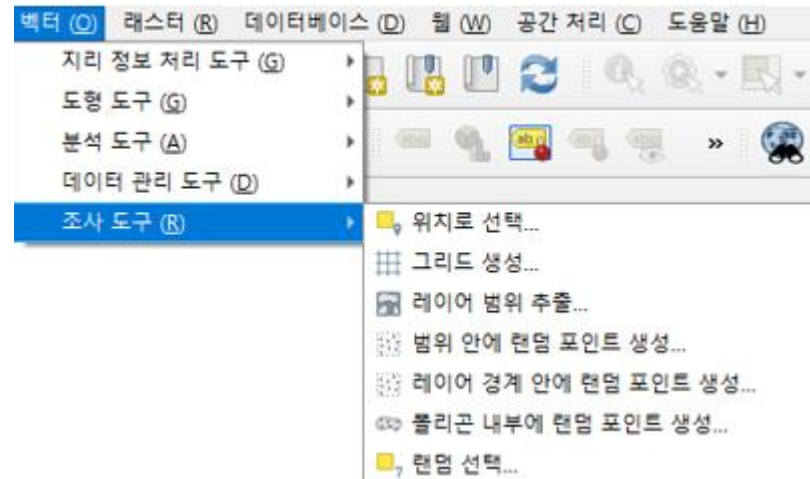 벡터 (O) 래스터 (R) 데이터베이스 (D) 웹 (W) 공간 처리 (C) 도움말 (H)
지리 정보 처리 도구 (G)
도형 도구 (G)
분석 도구 (A)
데이터 관리 도구 (D)
조사 도구 (R)
위치로 선택...
그리드 생성...
레이어 범위 추출...
범위 안에 랜덤 포인트 생성...
레이어 경계 안에 랜덤 포인트 생성...
폴리곤 내부에 랜덤 포인트 생성...
랜덤 선택...